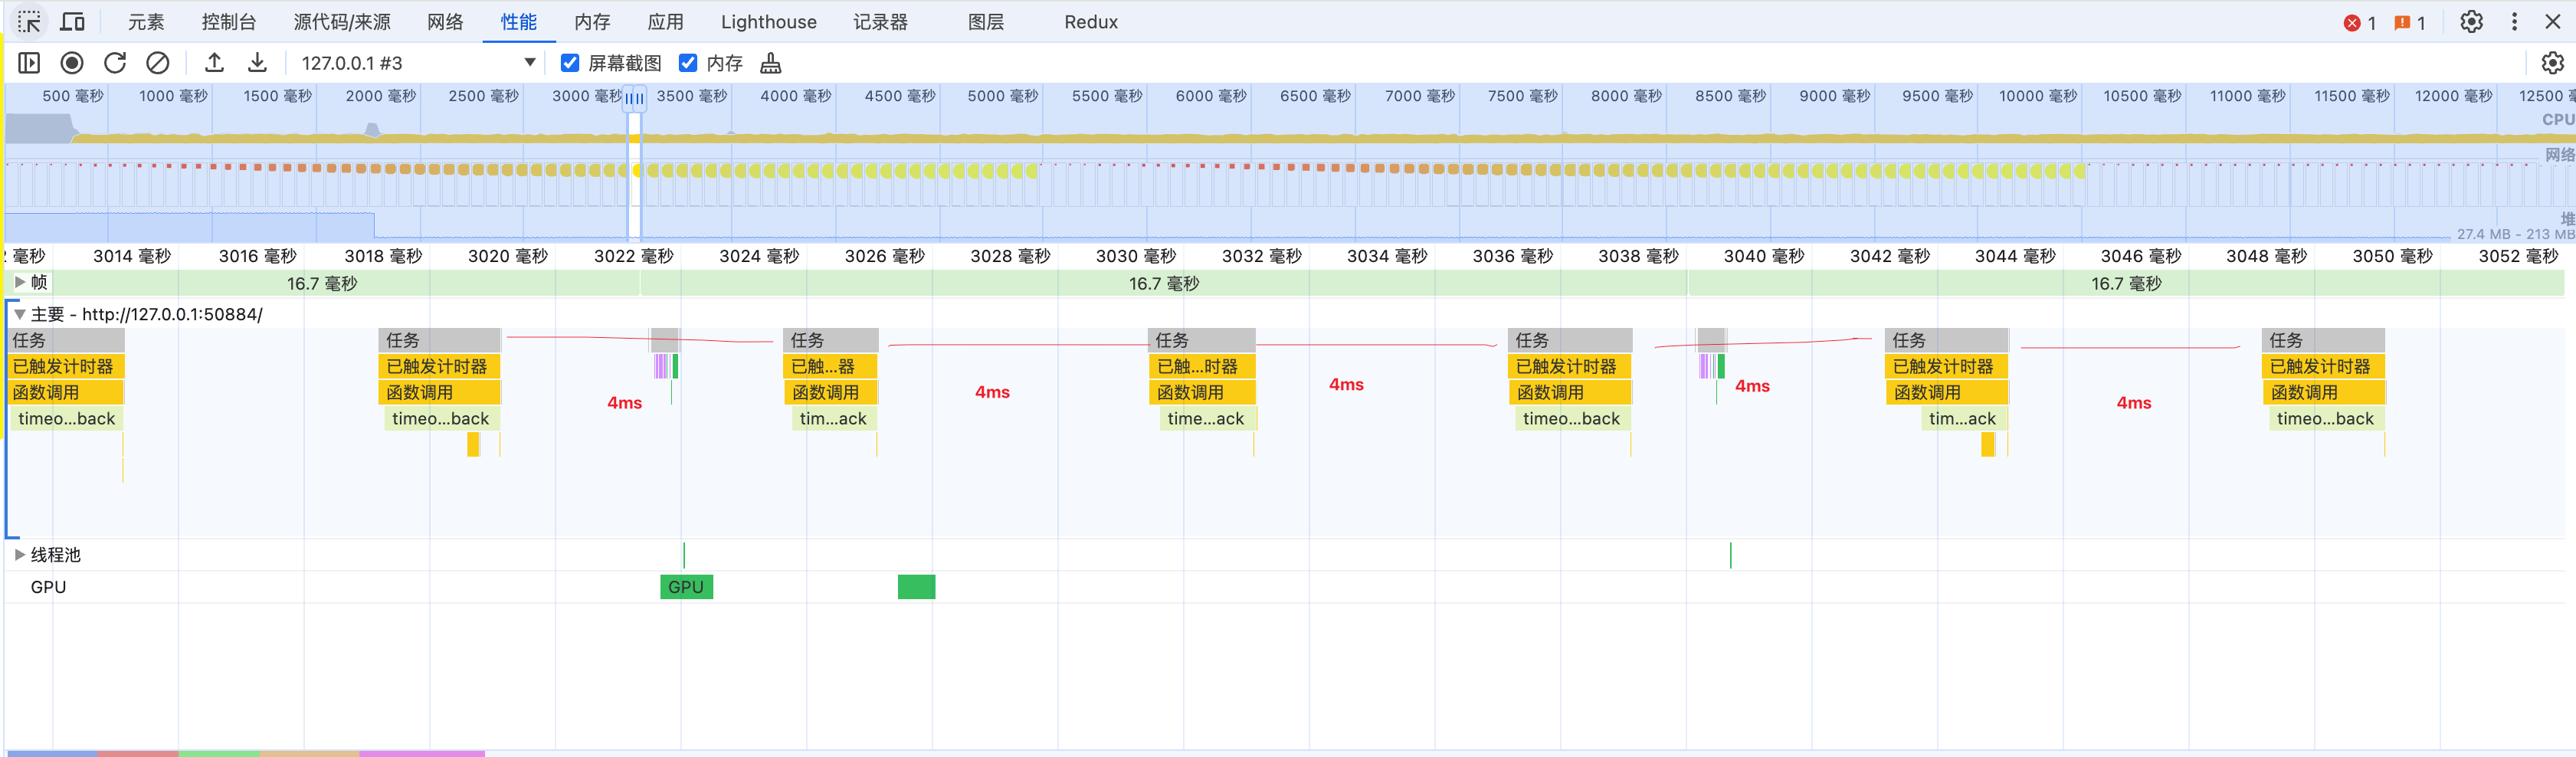 元素 控制台 源代码/来源 网络 性能 内存 应用 Lighthouse 记录器 图层 Redux 1 1
127.0.0.1 #3 屏幕截图 内存
500 毫秒 1000 毫秒 1500 毫秒 2000 毫秒 2500 毫秒 3000 毫秒 3500 毫秒 4000 毫秒 4500 毫秒 5000 毫秒 5500 毫秒 6000 毫秒 6500 毫秒 7000 毫秒 7500 毫秒 8000 毫秒 8500 毫秒 9000 毫秒 9500 毫秒 10000 毫秒 10500 毫秒 11000 毫秒 11500 毫秒 12000 毫秒 12500
CPU
网络
堆
27.4 MB - 213 MB
2 毫秒 3014 毫秒 3016 毫秒 3018 毫秒 3020 毫秒 3022 毫秒 3024 毫秒 3026 毫秒 3028 毫秒 3030 毫秒 3032 毫秒 3034 毫秒 3036 毫秒 3038 毫秒 3040 毫秒 3042 毫秒 3044 毫秒 3046 毫秒 3048 毫秒 3050 毫秒 3052 毫秒
帧 16.7 毫秒 16.7 毫秒 16.7 毫秒
主要 - http://127.0.0.1:50884/
任务 任务 任务 任务 任务 任务 任务
已触发计时器 已触发计时器 已触...器 已触...时器 已触发计时器 已触发计时器 已触发计时器
函数调用 函数调用 函数调用 函数调用 函数调用 函数调用 函数调用
4ms 4ms 4ms 4ms 4ms
timeo...back timeo...back tim...ack time...ack timeo...back tim...ack timeo...back
线程池
GPU GPU